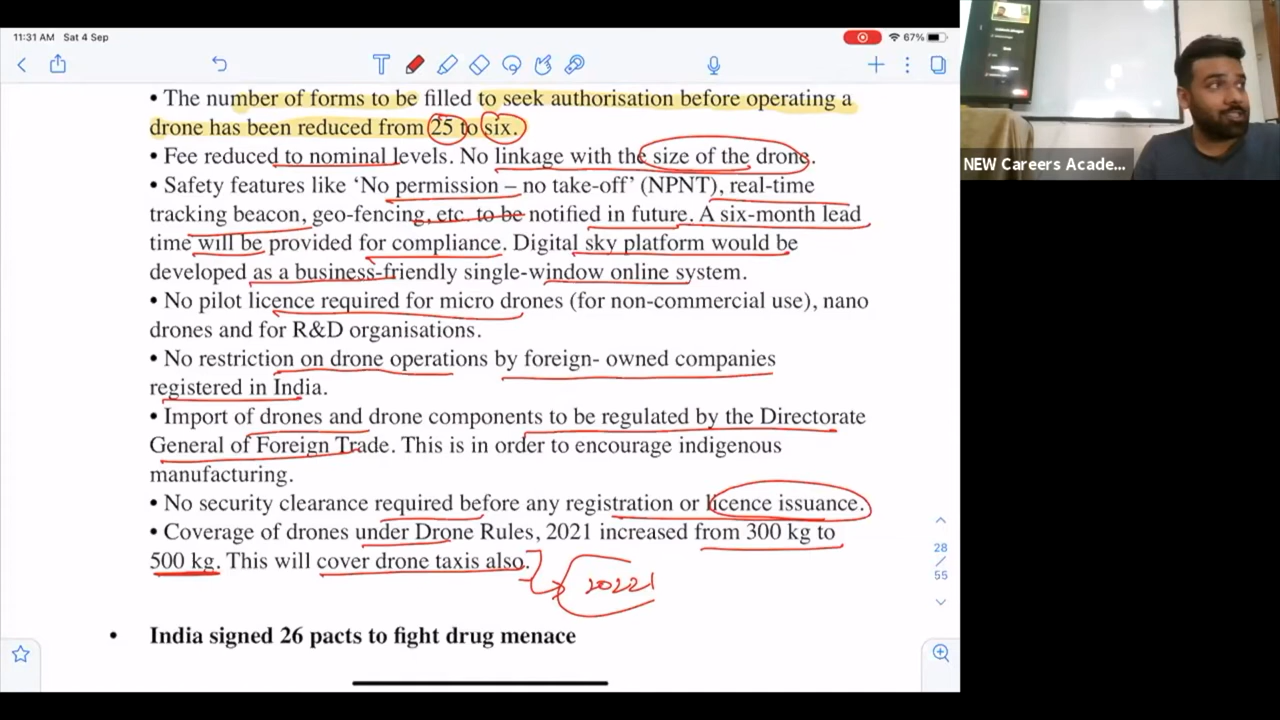 11:31 AM Sat 4 Sep
67%
• The number of forms to be filled to seek authorisation before operating a
drone has been reduced from 25 to six.
• Fee reduced to nominal levels. No linkage with the size of the drone.
• Safety features like ‘No permission – no take-off’ (NPNT), real-time
tracking beacon, geo-fencing, etc. to be notified in future. A six-month lead
time will be provided for compliance. Digital sky platform would be
developed as a business-friendly single-window online system.
• No pilot licence required for micro drones (for non-commercial use), nano
drones and for R&D organisations.
• No restriction on drone operations by foreign- owned companies
registered in India.
• Import of drones and drone components to be regulated by the Directorate
General of Foreign Trade. This is in order to encourage indigenous
manufacturing.
• No security clearance required before any registration or licence issuance.
• Coverage of drones under Drone Rules, 2021 increased from 300 kg to
500 kg. This will cover drone taxis also.
• India signed 26 pacts to fight drug menace
28
/
55
NEW Careers Acade...